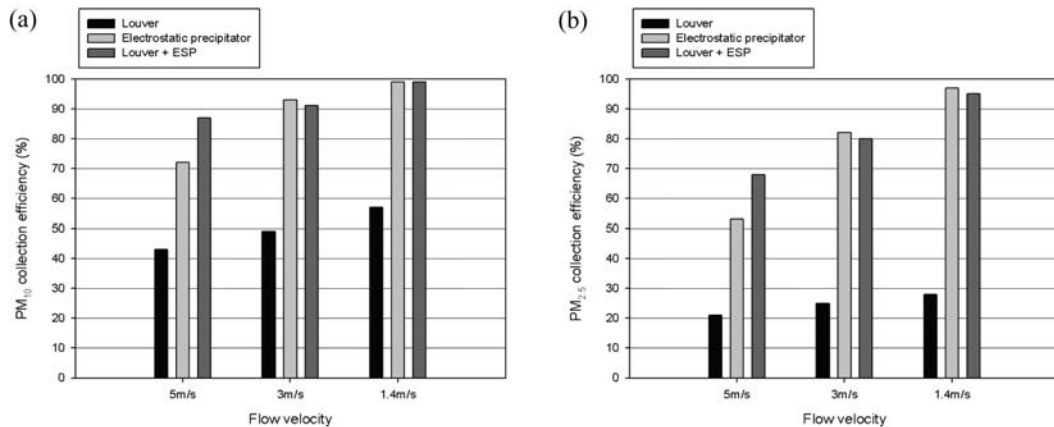 (a)
Louver
Electrostatic precipitator
Louver + ESP
PM10 collection efficiency (%)
100
90
80
70
60
50
40
30
20
10
0
5m/s
3m/s
1.4m/s
Flow velocity
(b)
Louver
Electrostatic precipitator
Louver + ESP
PM2.5 collection efficiency (%)
100
90
80
70
60
50
40
30
20
10
0
5m/s
3m/s
1.4m/s
Flow velocity